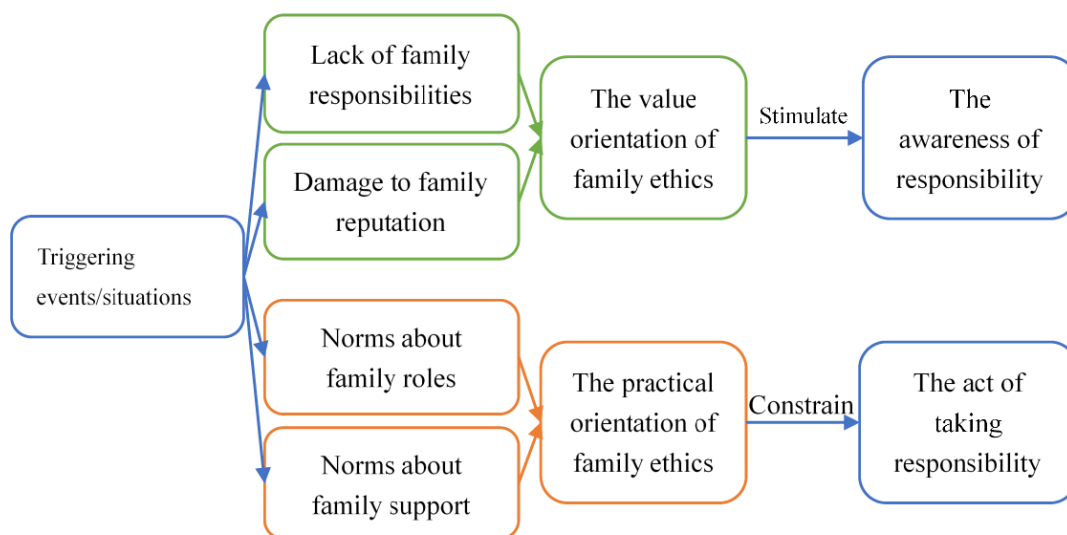 Lack of family
responsibilities
Damage to family
reputation
The value
orientation of
family ethics
Stimulate
The
awareness of
responsibility
Triggering
events/situations
Norms about
family roles
Norms about
family support
The practical
orientation of
family ethics
Constrain
The act of
taking
responsibility